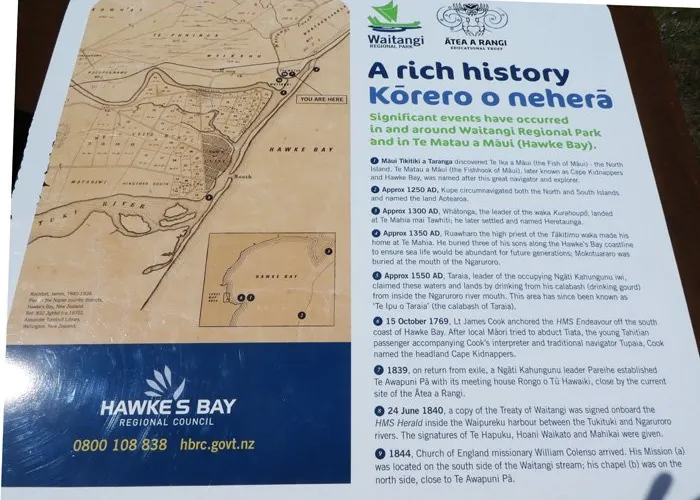 Waitangi
REGIONAL PARK
ĀTEA A RANGI
EDUCATIONAL TRUST
A rich history
Kōrero o neherā
Significant events have occurred
in and around Waitangi Regional Park
and in Te Matau a Māui (Hawke Bay).
1 Māui Tikitiki a Taranga discovered Te Ika a Māui (the Fish of Māui) - the North
Island. Te Matau a Māui (the Fishhook of Māui), later known as Cape Kidnappers
and Hawke Bay, was named after this great navigator and explorer.
2 Approx 1250 AD, Kupe circumnavigated both the North and South Islands
and named the land Aotearoa.
3 Approx 1300 AD, Whātonga, the leader of the waka Kurahoupō, landed
at Te Mahia mai Tawhiti; he later settled and named Heretaunga.
4 Approx 1350 AD, Ruawharo the high priest of the Tākitimu waka made his
home at Te Mahia. He buried three of his sons along the Hawke's Bay coastline
to ensure sea life would be abundant for future generations; Mokotuararo was
buried at the mouth of the Ngaruroro.
5 Approx 1550 AD, Taraia, leader of the occupying Ngāti Kahungunu iwi,
claimed these waters and lands by drinking from his calabash (drinking gourd)
from inside the Ngaruroro river mouth. This area has since been known as
'Te Ipu o Taraia' (the calabash of Taraia).
6 15 October 1769, Lt James Cook anchored the HMS Endeavour off the south
coast of Hawke Bay. After local Māori tried to abduct Tiata, the young Tahitian
passenger accompanying Cook's interpreter and traditional navigator Tupaia, Cook
named the headland Cape Kidnappers.
7 1839, on return from exile, a Ngāti Kahungunu leader Pareihe established
Te Awapuni Pā with its meeting house Rongo o Tū Hawaiki, close by the current
site of the Ātea a Rangi.
8 24 June 1840, a copy of the Treaty of Waitangi was signed onboard the
HMS Herald inside the Waipureku harbour between the Tukituki and Ngaruroro
rivers. The signatures of Te Hapuku, Hoani Waikato and Mahikai were given.
9 1844, Church of England missionary William Colenso arrived. His Mission (a)
was located on the south side of the Waitangi stream; his chapel (b) was on the
north side, close to Te Awapuni Pā.
YOU ARE HERE
HAWKE BAY
TUKI RIVER
HAWKE BAY
HAWKE'S BAY
REGIONAL COUNCIL
0800 108 838 hbrc.govt.nz